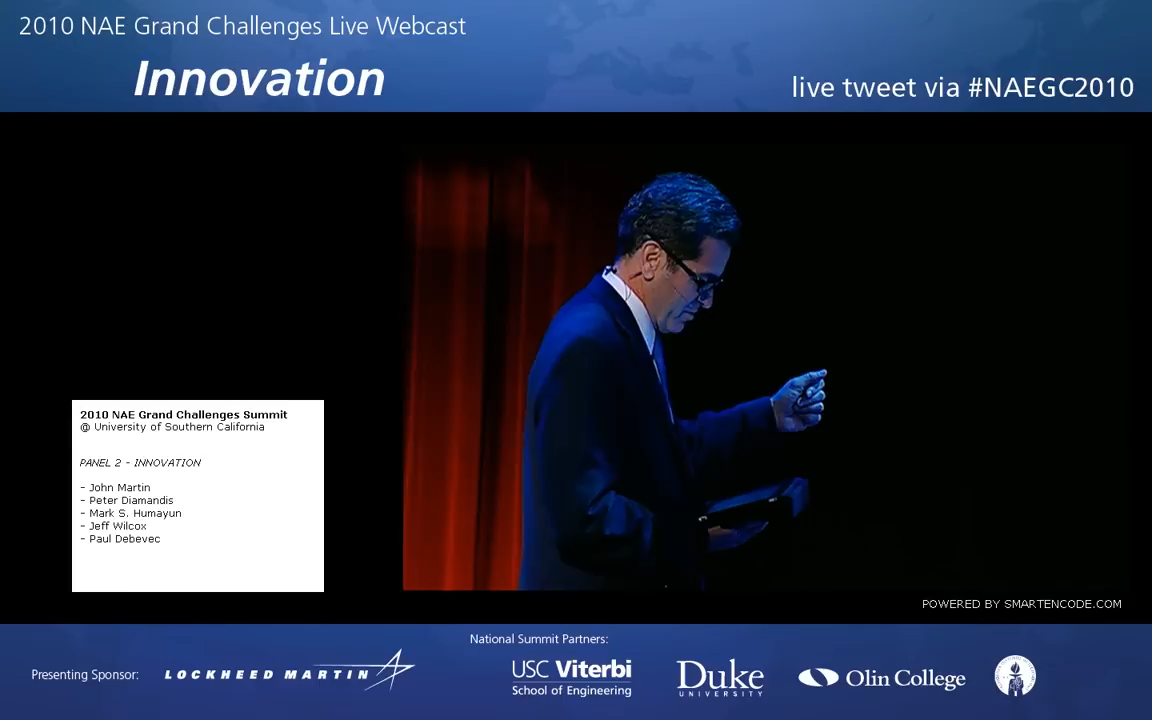 2010 NAE Grand Challenges Live Webcast
Innovation
live tweet via #NAEGC2010
2010 NAE Grand Challenges Summit
@ University of Southern California
PANEL 2 - INNOVATION
- John Martin
- Peter Diamandis
- Mark S. Humayun
- Jeff Wilcox
- Paul Debevec
POWERED BY SMARTENCODE.COM
National Summit Partners:
Presenting Sponsor:
LOCKHEED MARTIN
USC Viterbi
School of Engineering
Duke
UNIVERSITY
Olin College